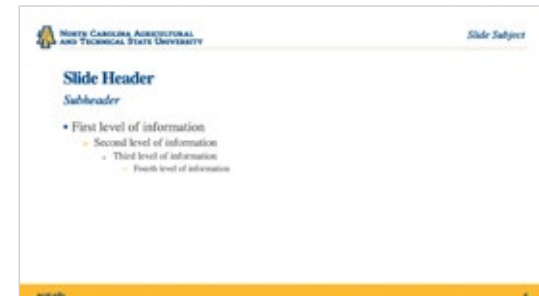 NORTH CAROLINA AGRICULTURAL
AND TECHNICAL STATE UNIVERSITY
Slide Subject
Slide Header
Subheader
• First level of information
Second level of information
Third level of information
Fourth level of information